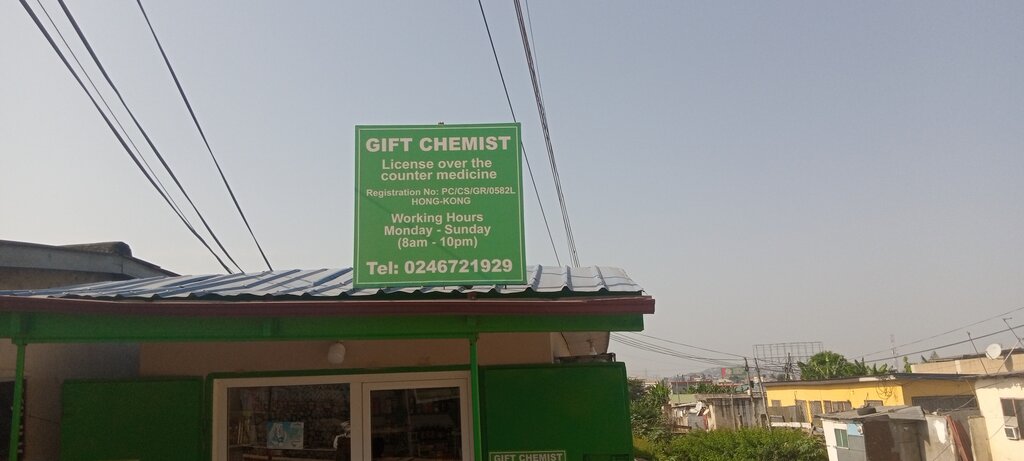 GIFT CHEMIST
License over the
counter medicine
Registration No: PC/CS/GR/0582L
HONG-KONG
Working Hours
Monday - Sunday
(8am - 10pm)
Tel: 0246721929
GIFT CHEMIST